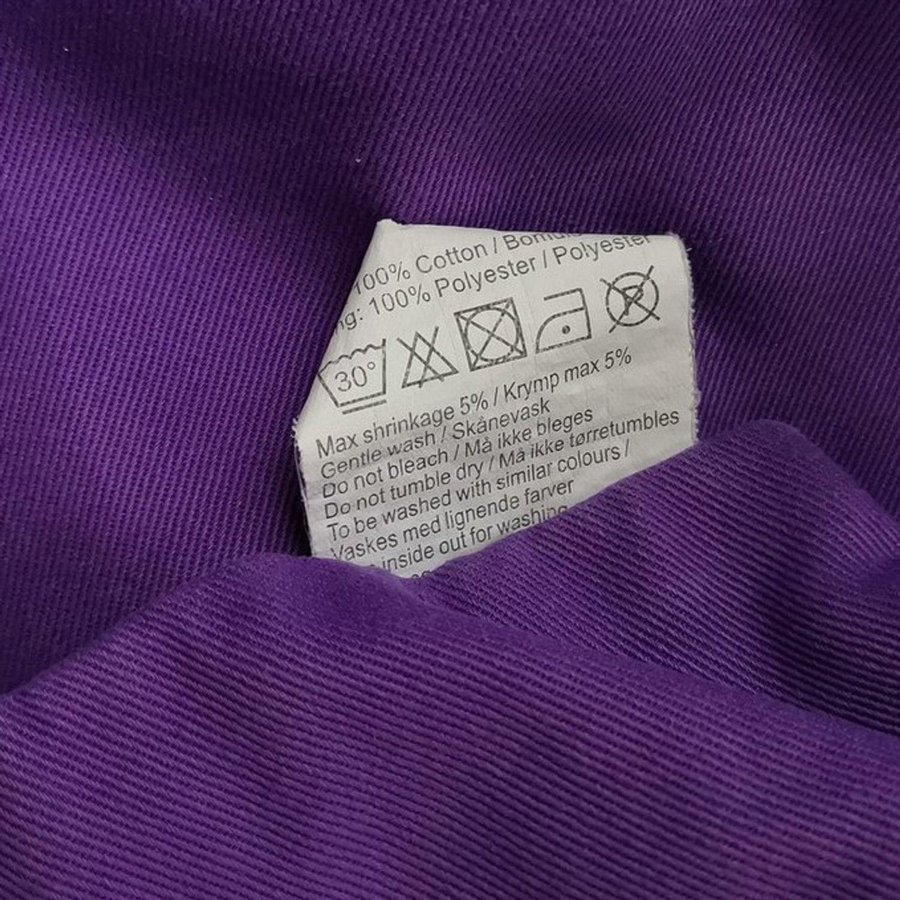 100% Cotton /
100% Polyester / Polyester
30° P
Max shrinkage 5% / Krymp max 5%
Gentle wash / Skånevask
Do not bleach / Må ikke bleges
Do not tumble dry / Må ikke tørretumbles
To be washed with similar colours /
Vaskes med lignende farver
inside out for washing